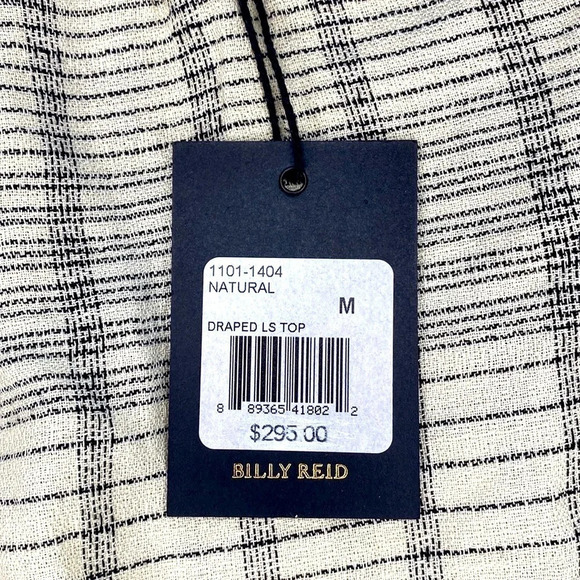 1101-1404
NATURAL
M
DRAPED LS TOP
8 89365 41802 2
$295.00
BILLY REID